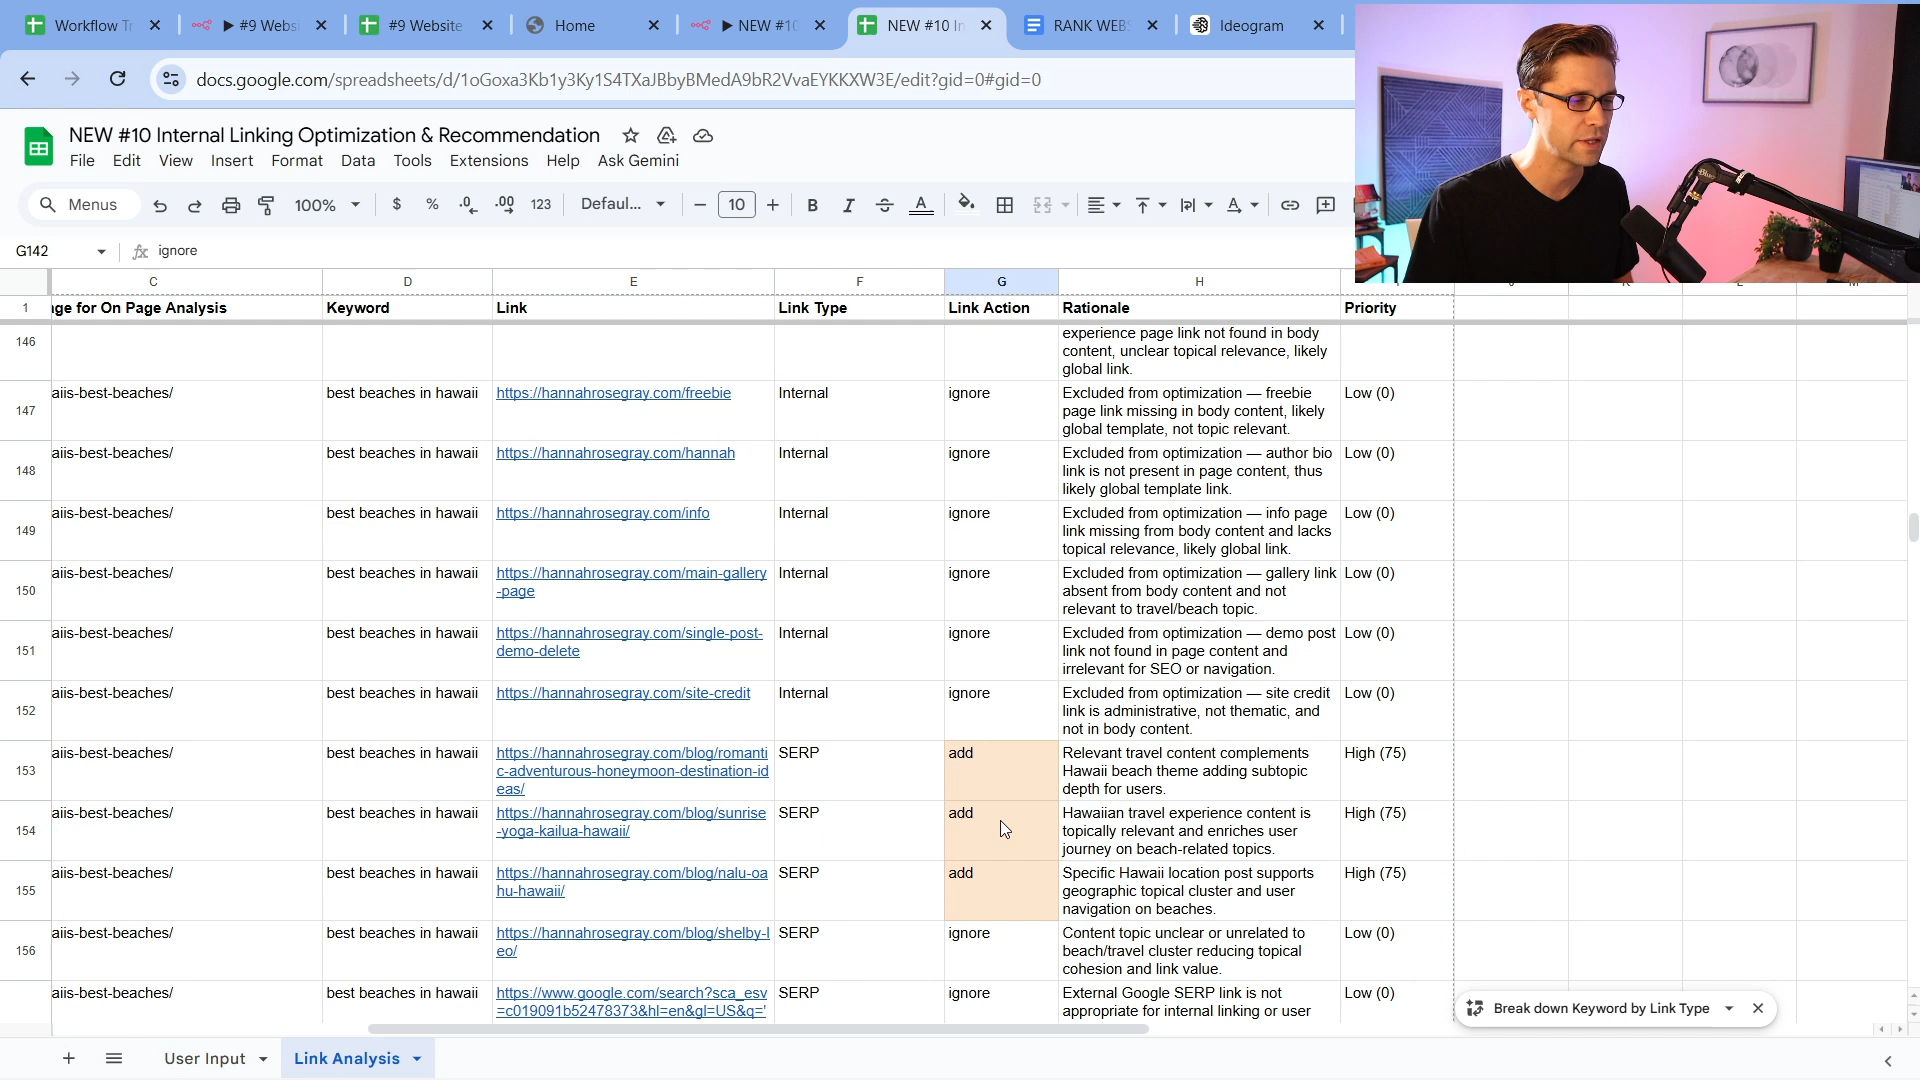 Workflow Tr
▶ #9 Websi
#9 Website
Home
▶ NEW #10
NEW #10 In
RANK WEBS
Ideogram
docs.google.com/spreadsheets/d/1oGoxa3Kb1y3Ky1S4TXaJBbyBMedA9bR2VvaEYKKXW3E/edit?gid=0#gid=0
NEW #10 Internal Linking Optimization & Recommendation
File Edit View Insert Format Data Tools Extensions Help Ask Gemini
Menus 100% $ % .0 .00 123 Defaul... 10 B I A
G142 fx ignore
C D E F G H
1 ge for On Page Analysis Keyword Link Link Type Link Action Rationale Priority
146 experience page link not found in body
content, unclear topical relevance, likely
global link.
147 aiis-best-beaches/ best beaches in hawaii https://hannahrosegray.com/freebie Internal ignore Excluded from optimization — freebie Low (0)
page link missing in body content, likely
global template, not topic relevant.
148 aiis-best-beaches/ best beaches in hawaii https://hannahrosegray.com/hannah Internal ignore Excluded from optimization — author bio Low (0)
link is not present in page content, thus
likely global template link.
149 aiis-best-beaches/ best beaches in hawaii https://hannahrosegray.com/info Internal ignore Excluded from optimization — info page Low (0)
link missing from body content and lacks
topical relevance, likely global link.
150 aiis-best-beaches/ best beaches in hawaii https://hannahrosegray.com/main-gallery Internal ignore Excluded from optimization — gallery link Low (0)
-page absent from body content and not
relevant to travel/beach topic.
151 aiis-best-beaches/ best beaches in hawaii https://hannahrosegray.com/single-post- Internal ignore Excluded from optimization — demo post Low (0)
demo-delete link not found in page content and
irrelevant for SEO or navigation.
152 aiis-best-beaches/ best beaches in hawaii https://hannahrosegray.com/site-credit Internal ignore Excluded from optimization — site credit Low (0)
link is administrative, not thematic, and
not in body content.
153 aiis-best-beaches/ best beaches in hawaii https://hannahrosegray.com/blog/romanti SERP add Relevant travel content complements High (75)
c-adventurous-honeymoon-destination-id Hawaii beach theme adding subtopic
eas/ depth for users.
154 aiis-best-beaches/ best beaches in hawaii https://hannahrosegray.com/blog/sunrise SERP add Hawaiian travel experience content is High (75)
-yoga-kailua-hawaii/ topically relevant and enriches user
journey on beach-related topics.
155 aiis-best-beaches/ best beaches in hawaii https://hannahrosegray.com/blog/nalu-oa SERP add Specific Hawaii location post supports High (75)
hu-hawaii/ geographic topical cluster and user
navigation on beaches.
156 aiis-best-beaches/ best beaches in hawaii https://hannahrosegray.com/blog/shelby-l SERP ignore Content topic unclear or unrelated to Low (0)
eo/ beach/travel cluster reducing topical
cohesion and link value.
aiis-best-beaches/ best beaches in hawaii https://www.google.com/search?sca_esv SERP ignore External Google SERP link is not Low (0)
=c019091b52478373&hl=en&gl=US&q=' appropriate for internal linking or user
Break down Keyword by Link Type
User Input Link Analysis